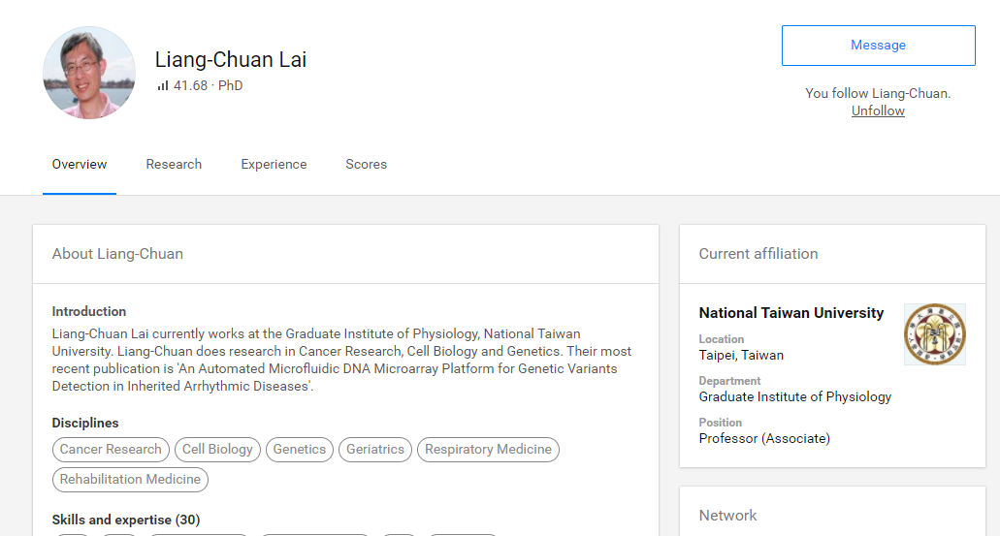 Liang-Chuan Lai
41.68 · PhD
Message
You follow Liang-Chuan.
Unfollow
Overview
Research
Experience
Scores
About Liang-Chuan
Introduction
Liang-Chuan Lai currently works at the Graduate Institute of Physiology, National Taiwan
University. Liang-Chuan does research in Cancer Research, Cell Biology and Genetics. Their most
recent publication is 'An Automated Microfluidic DNA Microarray Platform for Genetic Variants
Detection in Inherited Arrhythmic Diseases'.
Disciplines
Cancer Research
Cell Biology
Genetics
Geriatrics
Respiratory Medicine
Rehabilitation Medicine
Skills and expertise (30)
Current affiliation
National Taiwan University
Location
Taipei, Taiwan
Department
Graduate Institute of Physiology
Position
Professor (Associate)
Network